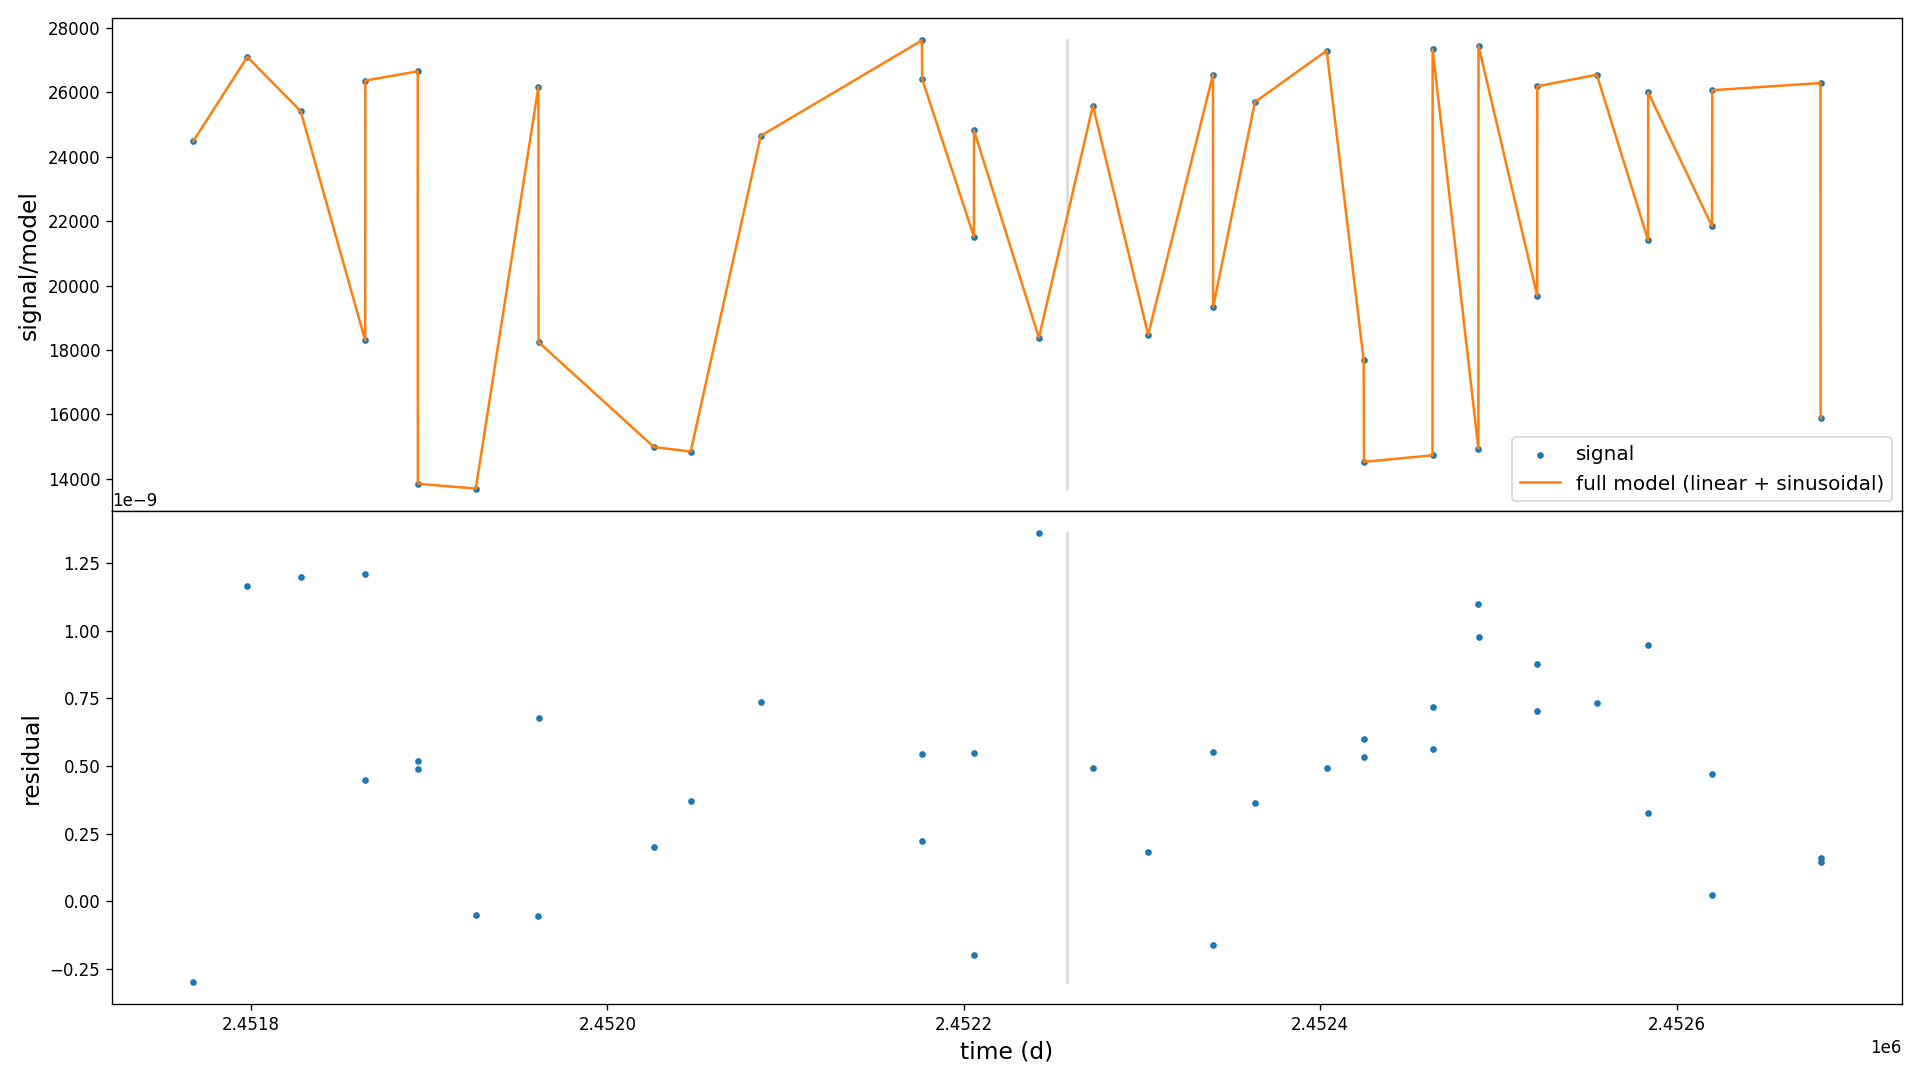 28000
26000
24000
22000
20000
18000
16000
14000
signal/model
signal
full model (linear + sinusoidal)
1e−9
1.25
1.00
0.75
0.50
0.25
0.00
−0.25
residual
2.4518
2.4520
2.4522
2.4524
2.4526
time (d)
1e6